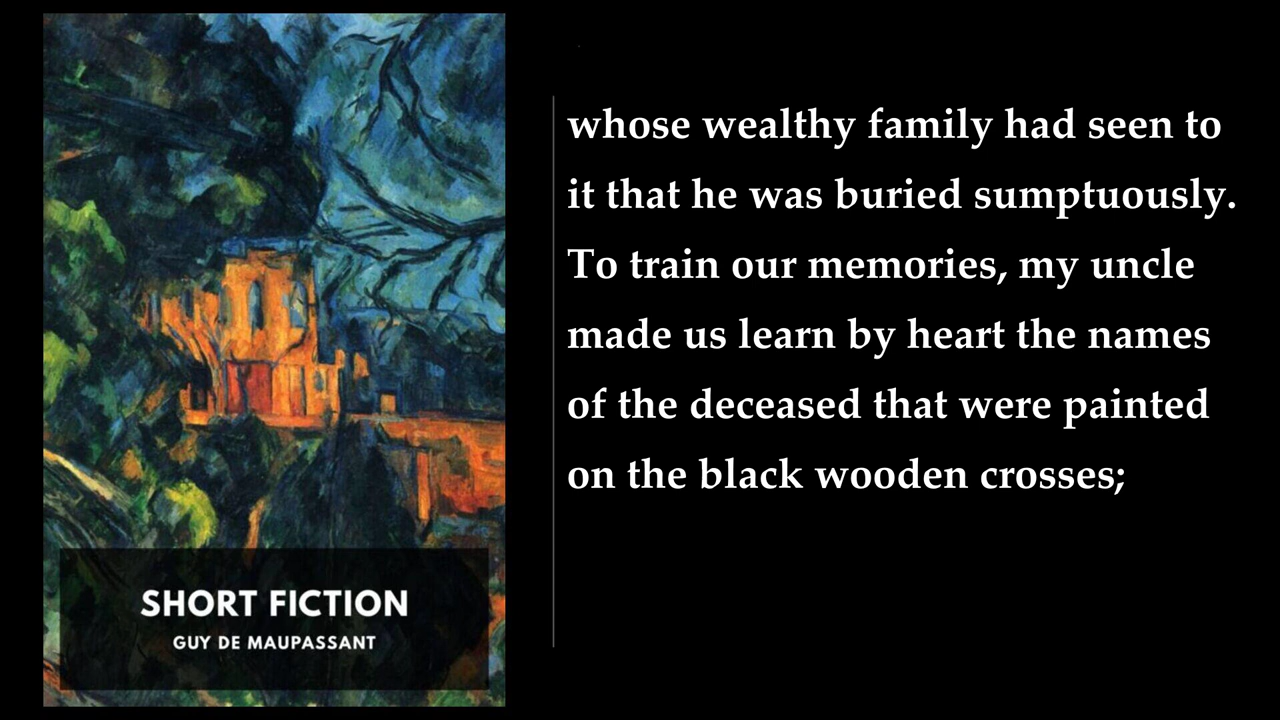 whose wealthy family had seen to
it that he was buried sumptuously.
To train our memories, my uncle
made us learn by heart the names
of the deceased that were painted
on the black wooden crosses;
SHORT FICTION
GUY DE MAUPASSANT